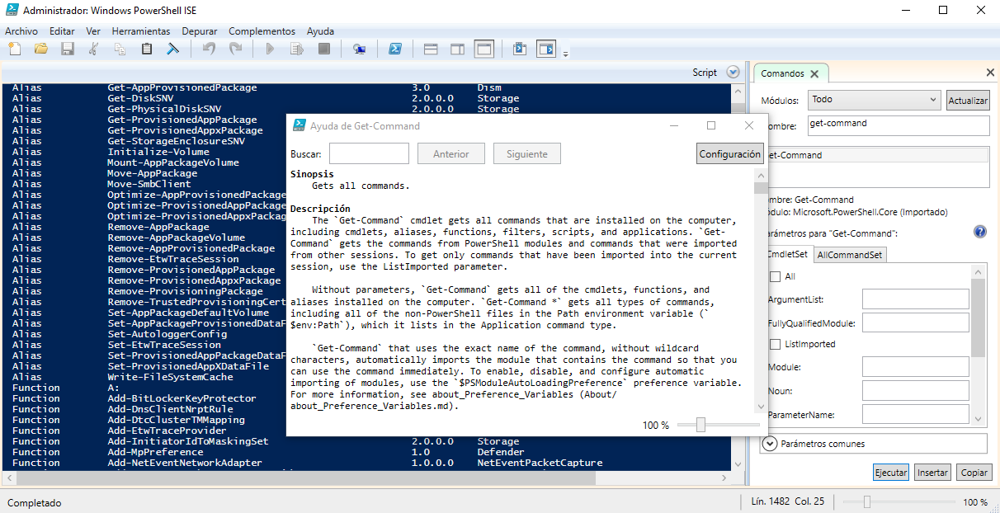 Administrador: Windows PowerShell ISE
Archivo Editar Ver Herramientas Depurar Complementos Ayuda
Script
Alias Get-AppProvisionedPackage 3.0 Dism
Alias Get-DiskSNV 2.0.0.0 Storage
Alias Get-PhysicalDiskSNV 2.0.0.0 Storage
Alias Get-ProvisionedAppPackage
Alias Get-ProvisionedAppxPackage
Alias Get-StorageEnclosureSNV
Alias Initialize-Volume
Alias Mount-AppPackageVolume
Alias Move-AppPackage
Alias Move-SmbClient
Alias Optimize-AppProvisionedPackage
Alias Optimize-ProvisionedAppPackage
Alias Optimize-ProvisionedAppxPackag
Alias Remove-AppPackage
Alias Remove-AppPackageVolume
Alias Remove-AppProvisionedPackage
Alias Remove-EtwTraceSession
Alias Remove-ProvisionedAppPackage
Alias Remove-ProvisionedAppxPackage
Alias Remove-ProvisioningPackage
Alias Remove-TrustedProvisioningCert
Alias Set-AppPackageDefaultVolume
Alias Set-AppPackageProvisionedDataF
Alias Set-AutologgerConfig
Alias Set-EtwTraceSession
Alias Set-ProvisionedAppPackageDataF
Alias Set-ProvisionedAppXDataFile
Alias Write-FileSystemCache
Function A:
Function Add-BitLockerKeyProtector
Function Add-DnsClientNrptRule
Function Add-DtcClusterTMMapping
Function Add-EtwTraceProvider
Function Add-InitiatorIdToMaskingSet 2.0.0.0 Storage
Function Add-MpPreference 1.0 Defender
Function Add-NetEventNetworkAdapter 1.0.0.0 NetEventPacketCapture
Ayuda de Get-Command
Buscar: Anterior Siguiente Configuración
Sinopsis
Gets all commands.
Descripción
The `Get-Command` cmdlet gets all commands that are installed on the computer,
including cmdlets, aliases, functions, filters, scripts, and applications. `Get-
Command` gets the commands from PowerShell modules and commands that were imported
from other sessions. To get only commands that have been imported into the current
session, use the ListImported parameter.
Without parameters, `Get-Command` gets all of the cmdlets, functions, and
aliases installed on the computer. `Get-Command *` gets all types of commands,
including all of the non-PowerShell files in the Path environment variable (`
$env:Path`), which it lists in the Application command type.
`Get-Command` that uses the exact name of the command, without wildcard
characters, automatically imports the module that contains the command so that you
can use the command immediately. To enable, disable, and configure automatic
importing of modules, use the `$PSModuleAutoLoadingPreference` preference variable.
For more information, see about_Preference_Variables (About/
about_Preference_Variables.md).
100 %
Comandos
Módulos: Todo Actualizar
ombre: get-command
et-Command
mbre: Get-Command
dulo: Microsoft.PowerShell.Core (Importado)
arámetros para "Get-Command":
CmdletSet AllCommandSet
All
ArgumentList:
FullyQualifiedModule:
ListImported
Module:
Noun:
ParameterName:
Parámetros comunes
Ejecutar Insertar Copiar
Completado
Lín. 1482 Col. 25
100 %